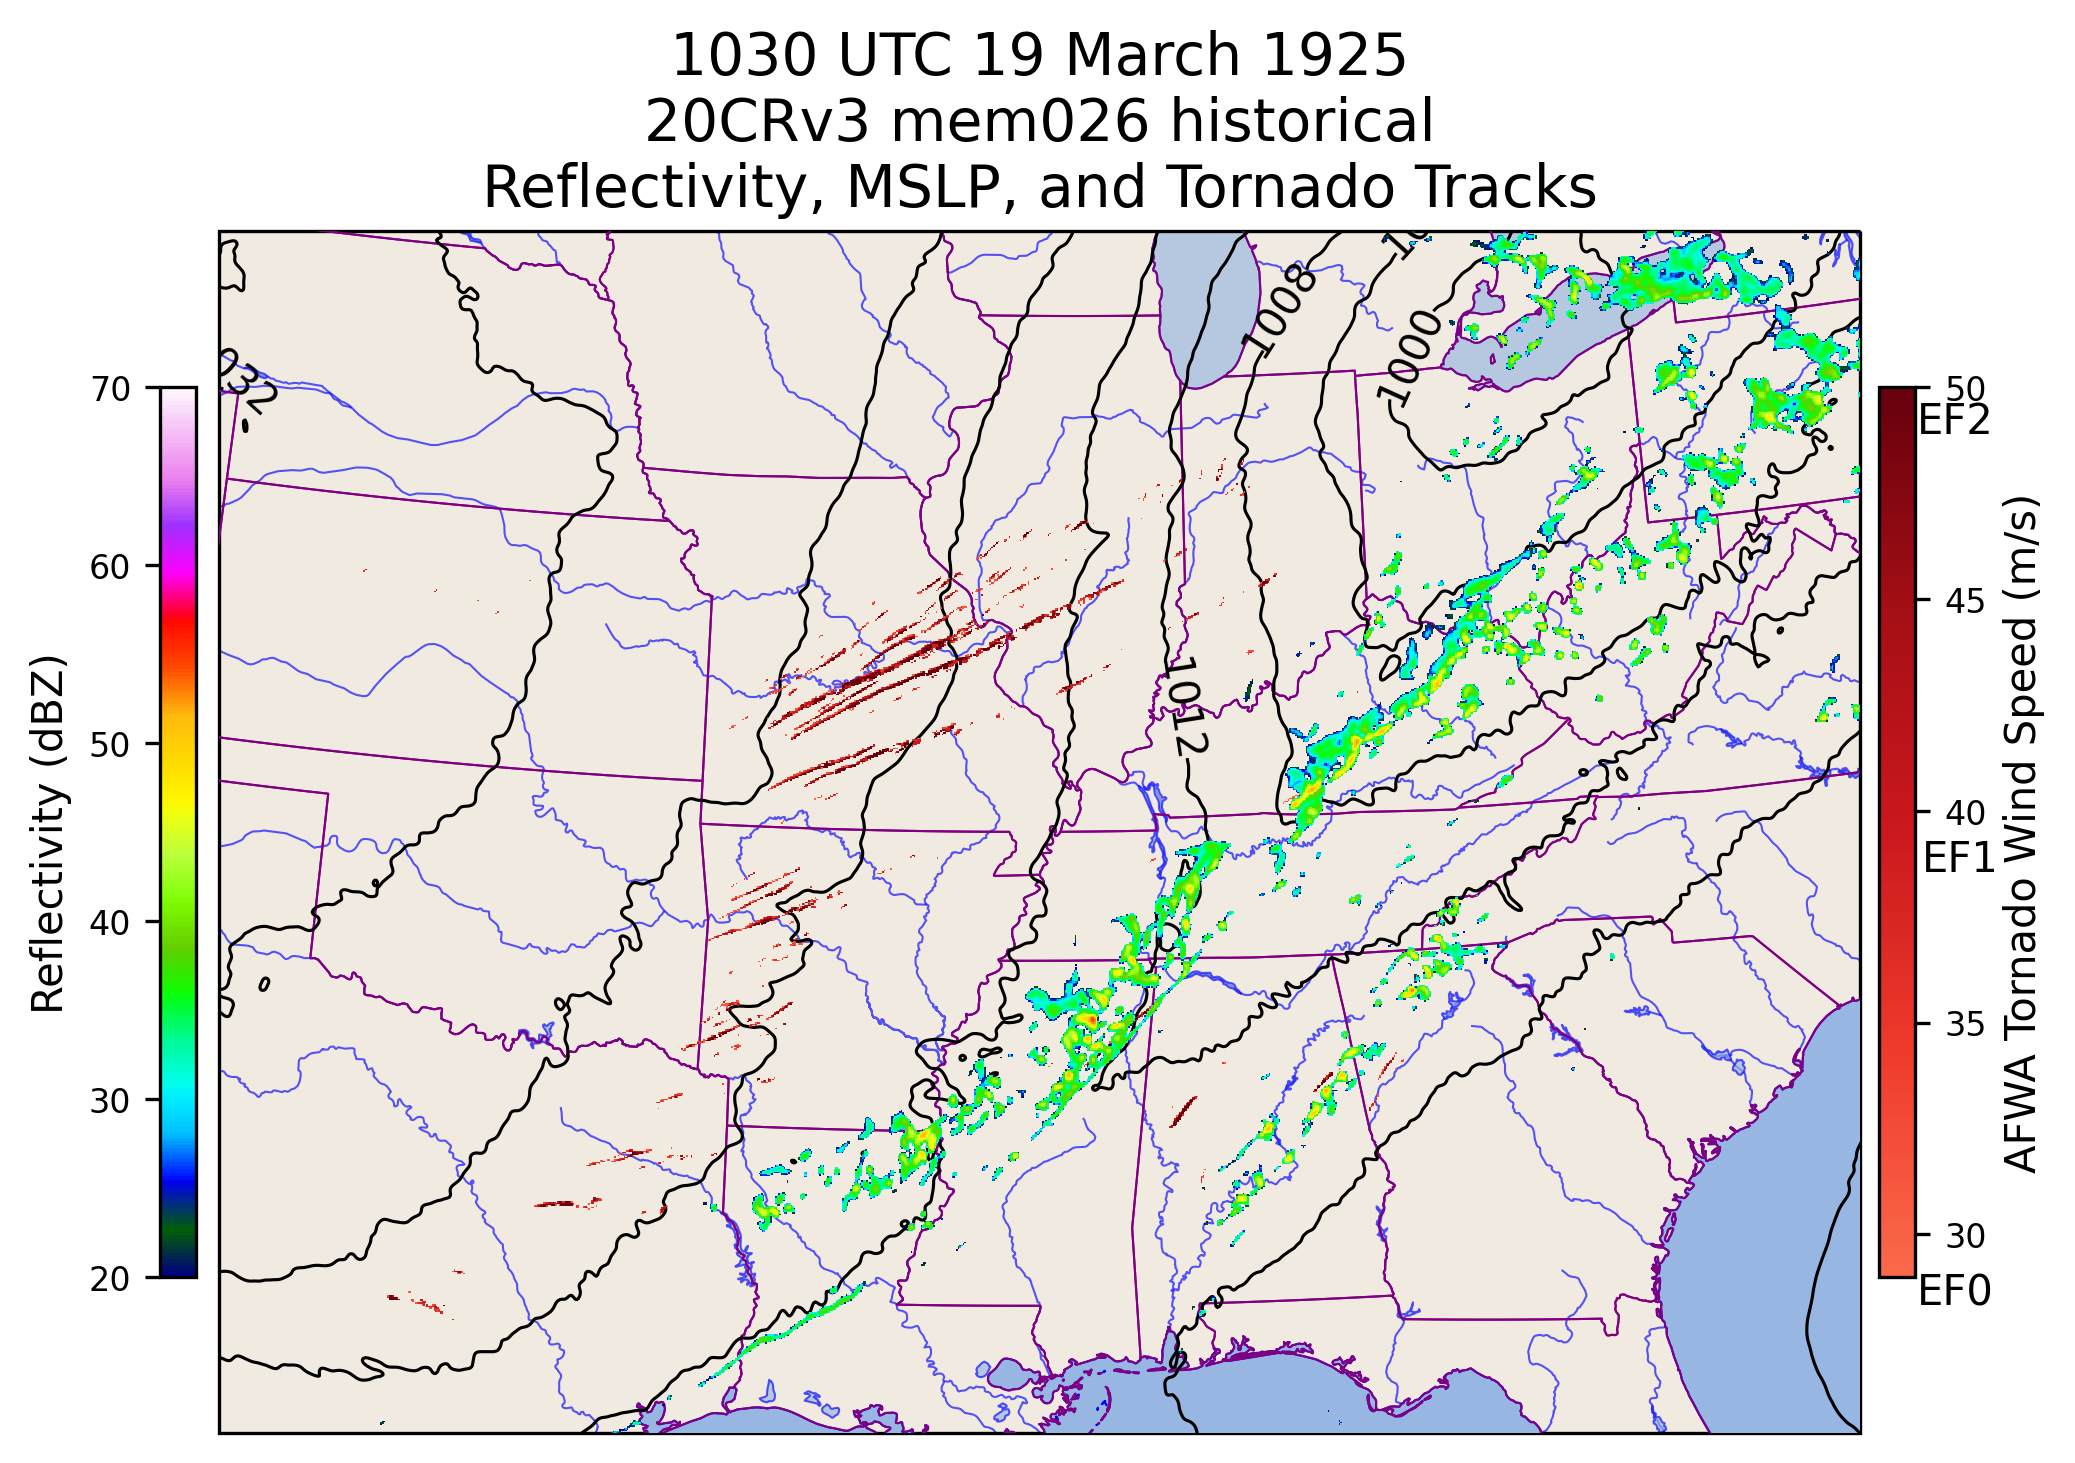 1030 UTC 19 March 1925
20CRv3 mem026 historical
Reflectivity, MSLP, and Tornado Tracks
1008
1000
1012
70
60
50
40
30
20
Reflectivity (dBZ)
50
EF2
45
40
EF1
35
30
EF0
AFWA Tornado Wind Speed (m/s)